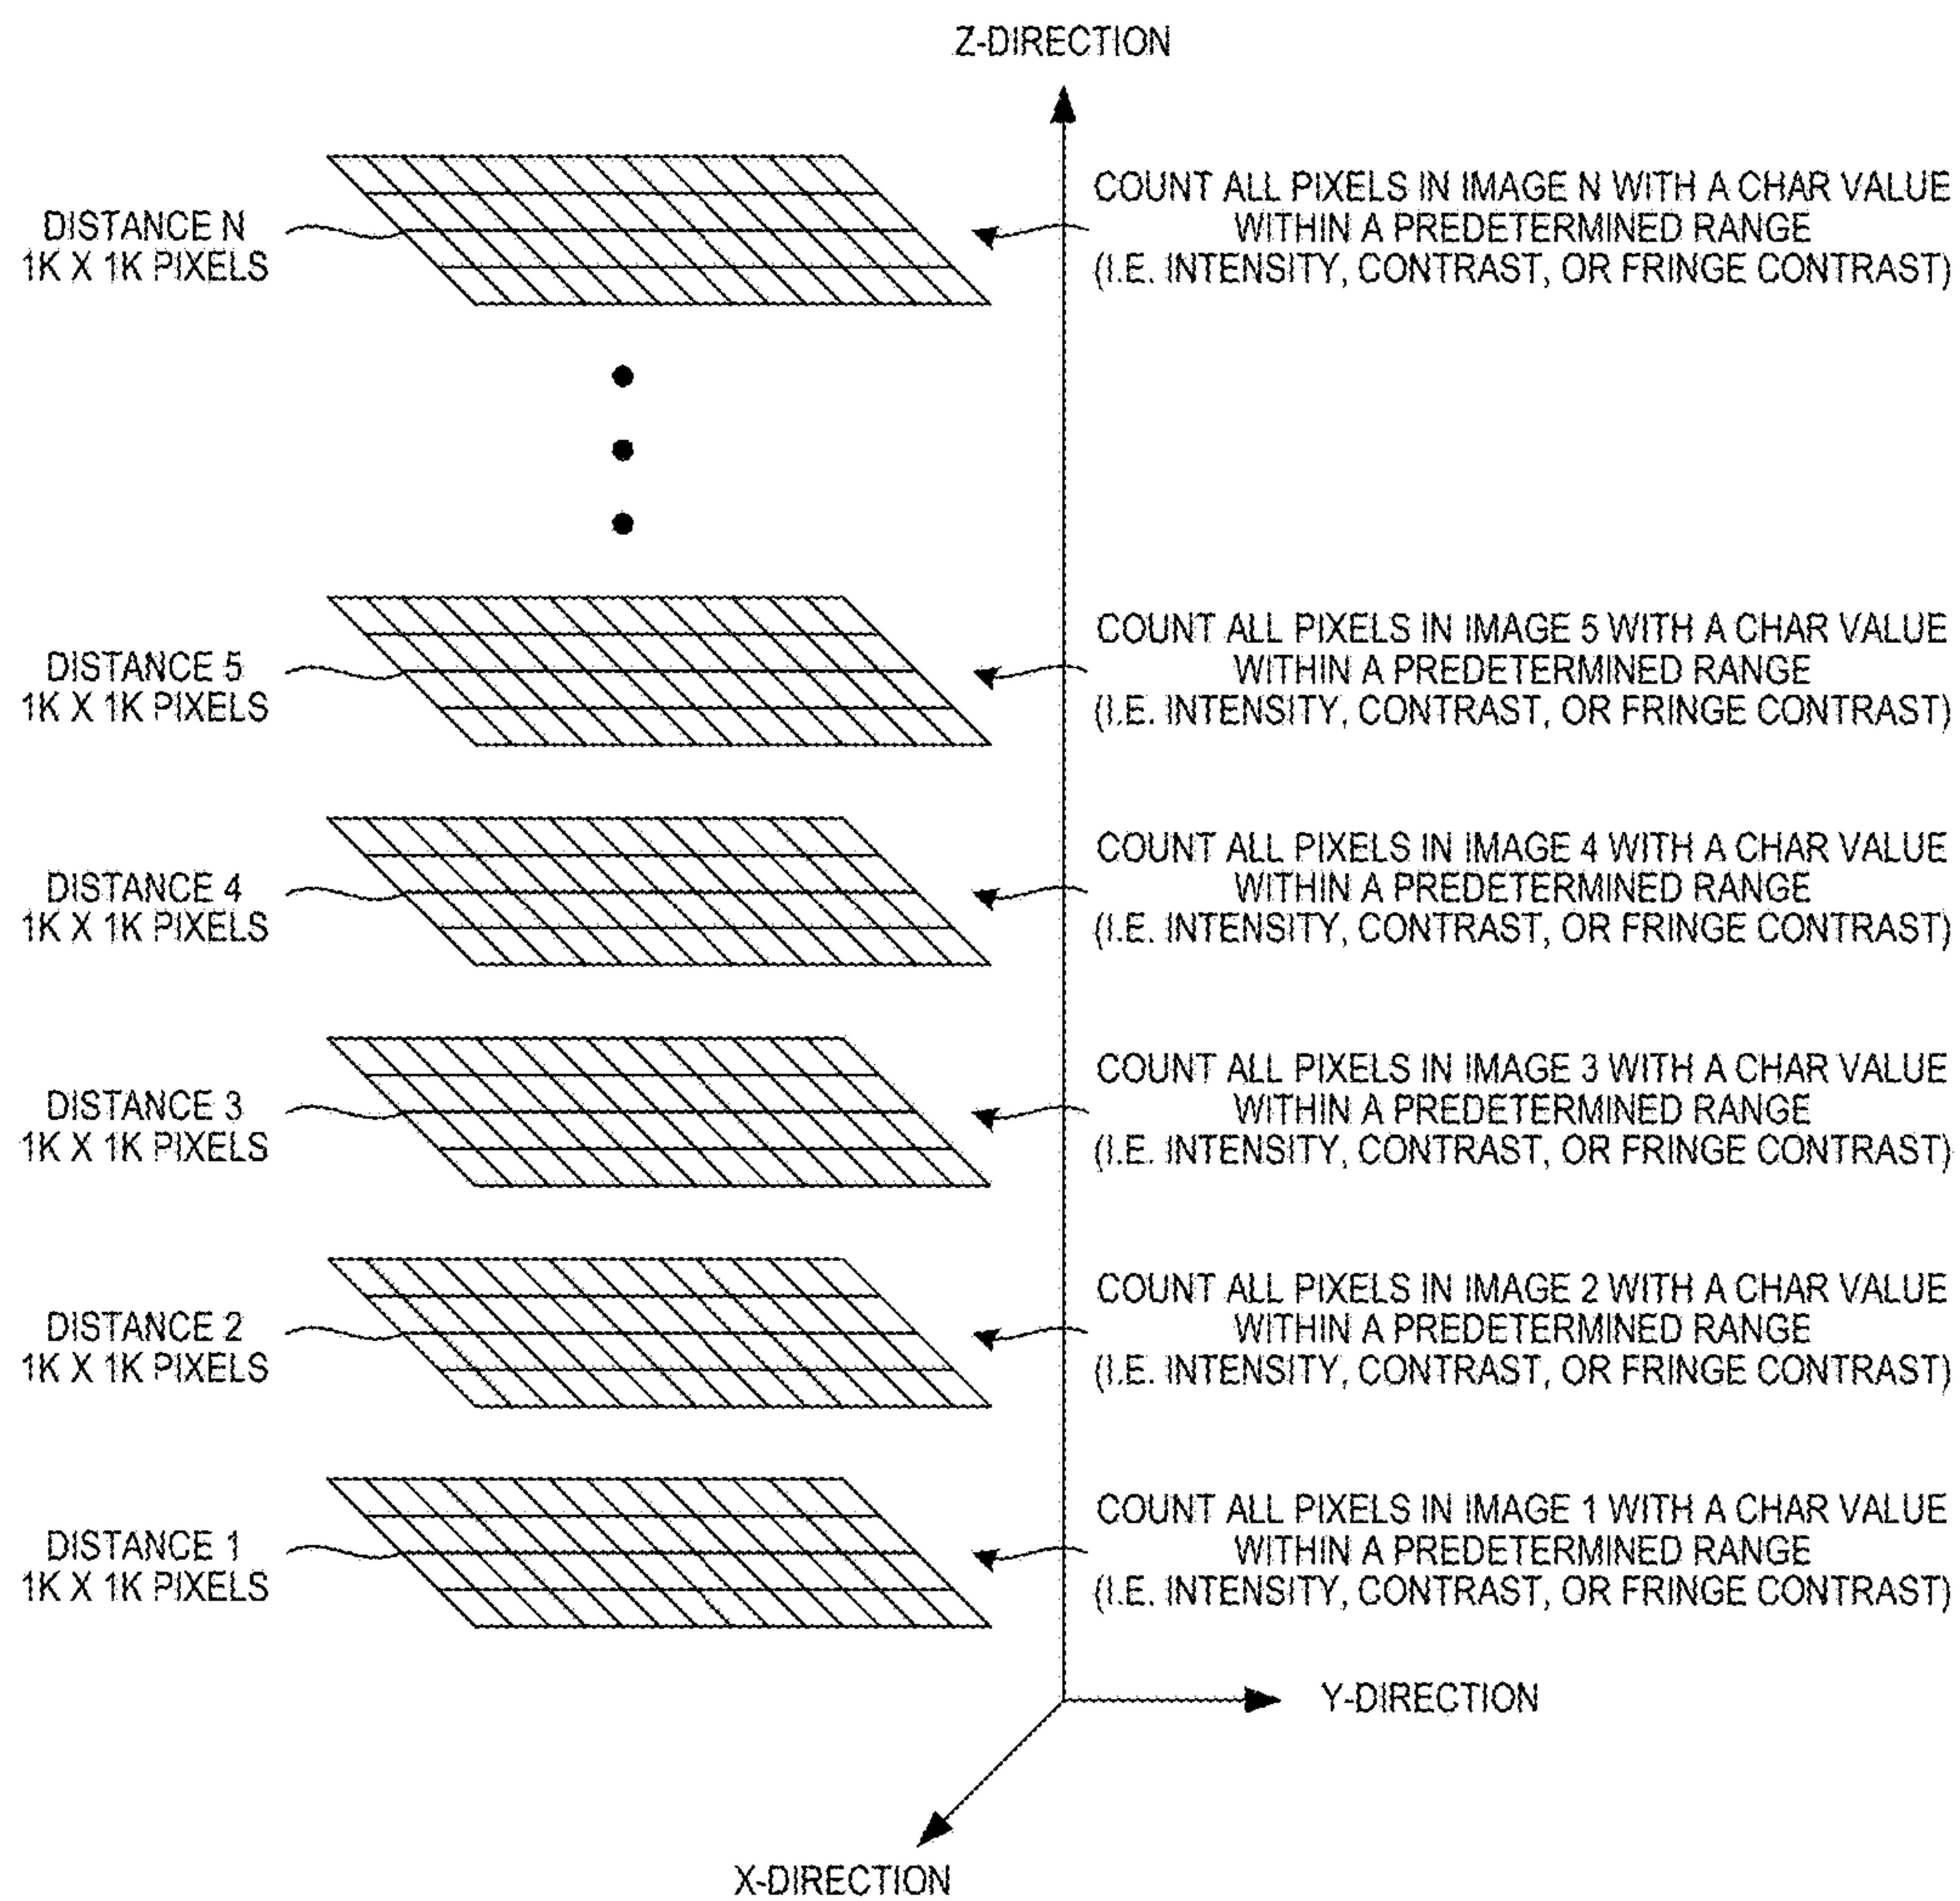 Z-DIRECTION
DISTANCE N
1K X 1K PIXELS
COUNT ALL PIXELS IN IMAGE N WITH A CHAR VALUE
WITHIN A PREDETERMINED RANGE
(I.E. INTENSITY, CONTRAST, OR FRINGE CONTRAST)
DISTANCE 5
1K X 1K PIXELS
COUNT ALL PIXELS IN IMAGE 5 WITH A CHAR VALUE
WITHIN A PREDETERMINED RANGE
(I.E. INTENSITY, CONTRAST, OR FRINGE CONTRAST)
DISTANCE 4
1K X 1K PIXELS
COUNT ALL PIXELS IN IMAGE 4 WITH A CHAR VALUE
WITHIN A PREDETERMINED RANGE
(I.E. INTENSITY, CONTRAST, OR FRINGE CONTRAST)
DISTANCE 3
1K X 1K PIXELS
COUNT ALL PIXELS IN IMAGE 3 WITH A CHAR VALUE
WITHIN A PREDETERMINED RANGE
(I.E. INTENSITY, CONTRAST, OR FRINGE CONTRAST)
DISTANCE 2
1K X 1K PIXELS
COUNT ALL PIXELS IN IMAGE 2 WITH A CHAR VALUE
WITHIN A PREDETERMINED RANGE
(I.E. INTENSITY, CONTRAST, OR FRINGE CONTRAST)
DISTANCE 1
1K X 1K PIXELS
COUNT ALL PIXELS IN IMAGE 1 WITH A CHAR VALUE
WITHIN A PREDETERMINED RANGE
(I.E. INTENSITY, CONTRAST, OR FRINGE CONTRAST)
Y-DIRECTION
X-DIRECTION